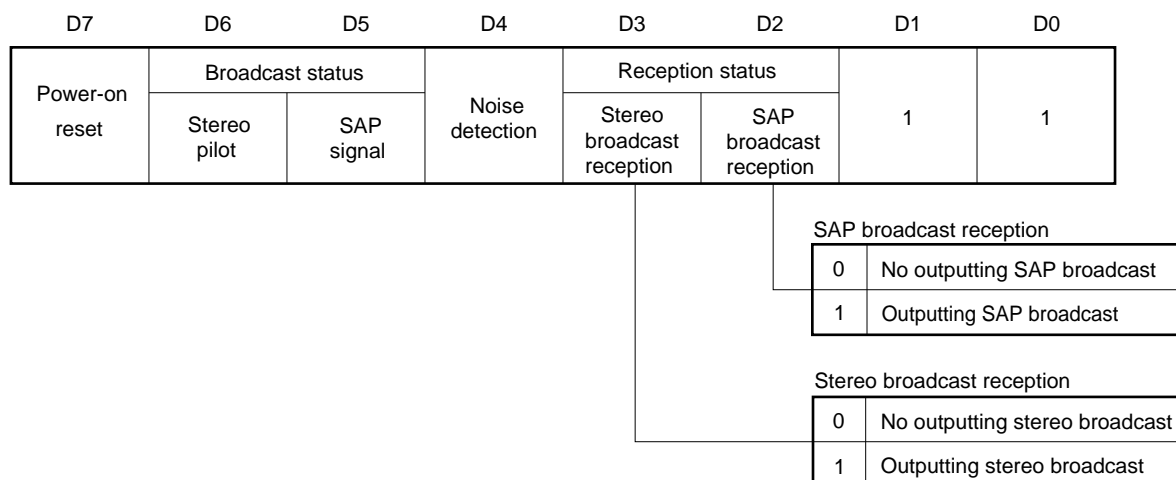 D7 D6 D5 D4 D3 D2 D1 D0
Power-on
reset
Broadcast status
Stereo
pilot
SAP
signal
Noise
detection
Reception status
Stereo
broadcast
reception
SAP
broadcast
reception
1
1
SAP broadcast reception
0 No outputting SAP broadcast
1 Outputting SAP broadcast
Stereo broadcast reception
0 No outputting stereo broadcast
1 Outputting stereo broadcast